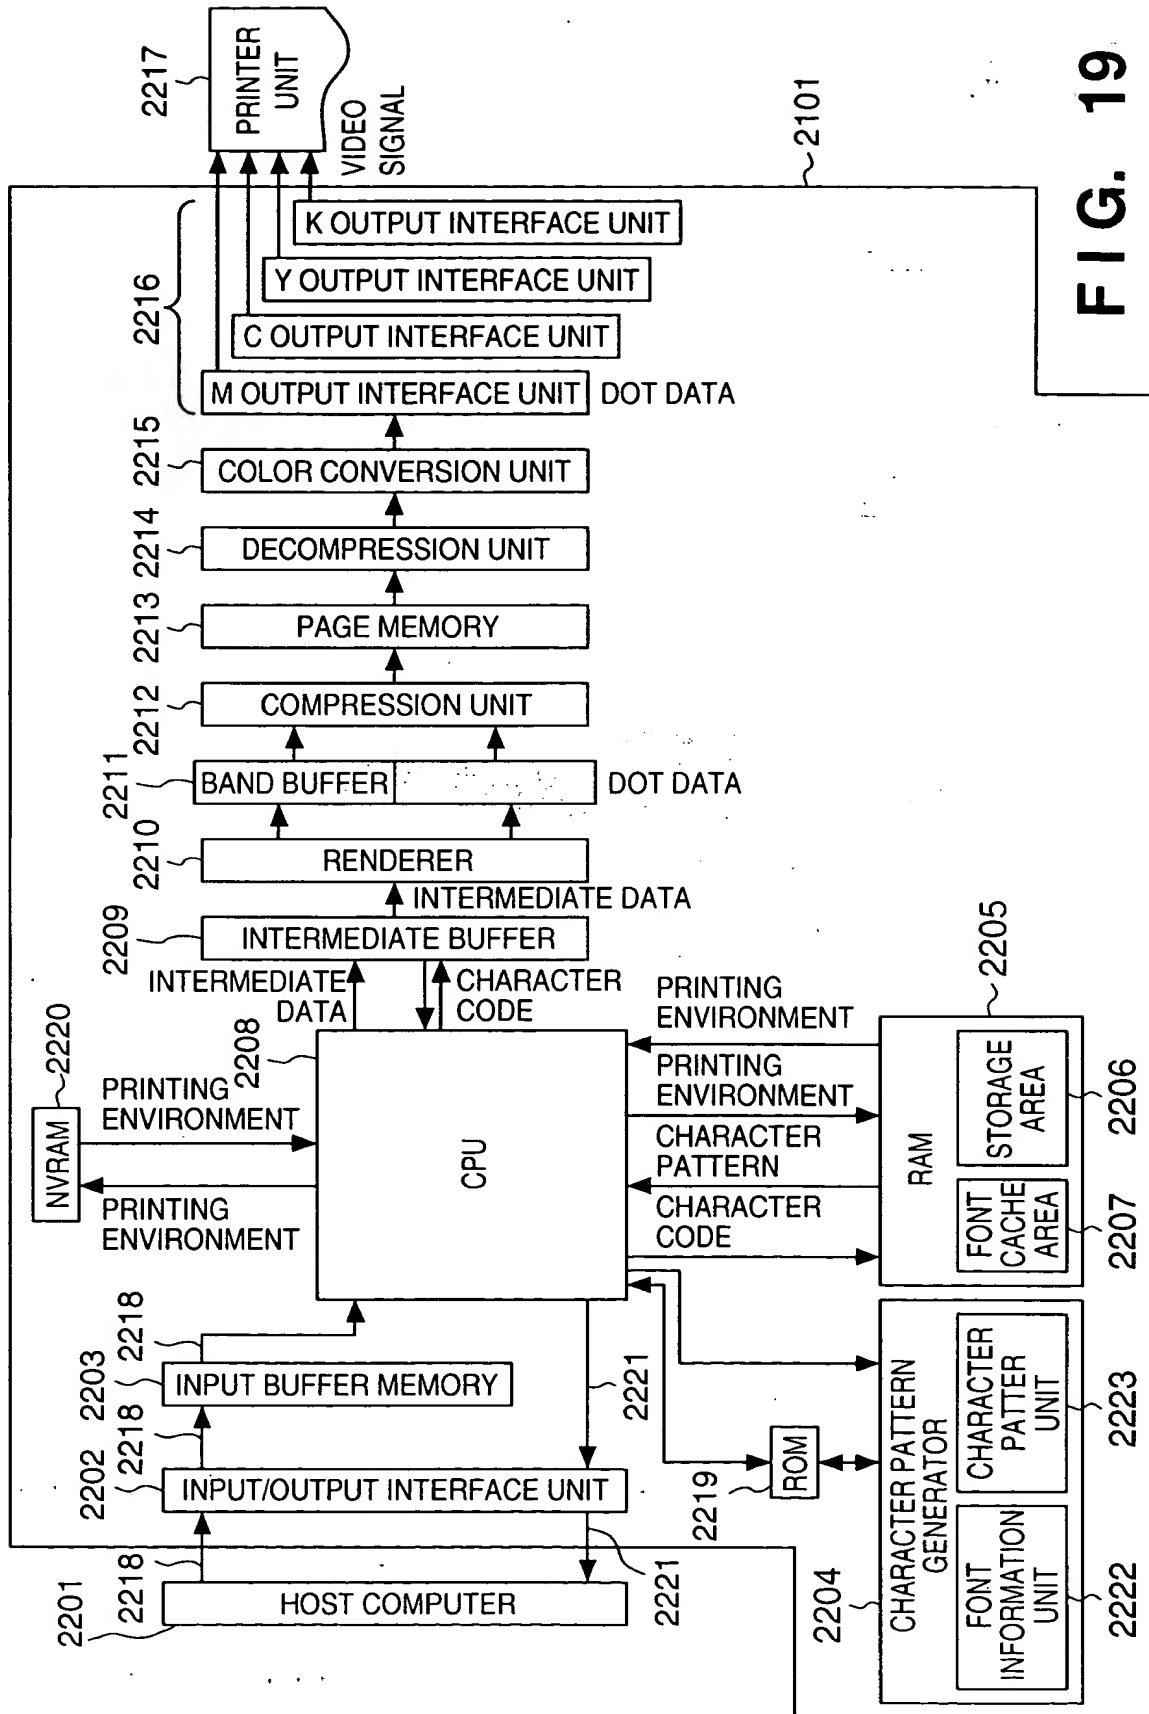 2217
PRINTER
UNIT
VIDEO
SIGNAL
2101
2216
K OUTPUT INTERFACE UNIT
Y OUTPUT INTERFACE UNIT
C OUTPUT INTERFACE UNIT
M OUTPUT INTERFACE UNIT
DOT DATA
2215
COLOR CONVERSION UNIT
2214
DECOMPRESSION UNIT
2213
PAGE MEMORY
2212
COMPRESSION UNIT
2211
BAND BUFFER
DOT DATA
2210
RENDERER
INTERMEDIATE DATA
2209
INTERMEDIATE BUFFER
INTERMEDIATE
DATA
CHARACTER
CODE
2220
NVRAM
PRINTING
ENVIRONMENT
PRINTING
ENVIRONMENT
2208
CPU
PRINTING
ENVIRONMENT
PRINTING
ENVIRONMENT
CHARACTER
PATTERN
CHARACTER
CODE
2205
RAM
STORAGE
AREA
2206
FONT
CACHE
AREA
2207
2218
2203
INPUT BUFFER MEMORY
2218
2221
2202
INPUT/OUTPUT INTERFACE UNIT
2218
2221
2201
HOST COMPUTER
2219
ROM
2204
CHARACTER PATTERN
GENERATOR
CHARACTER
PATTER
UNIT
2223
FONT
INFORMATION
UNIT
2222
FIG. 19